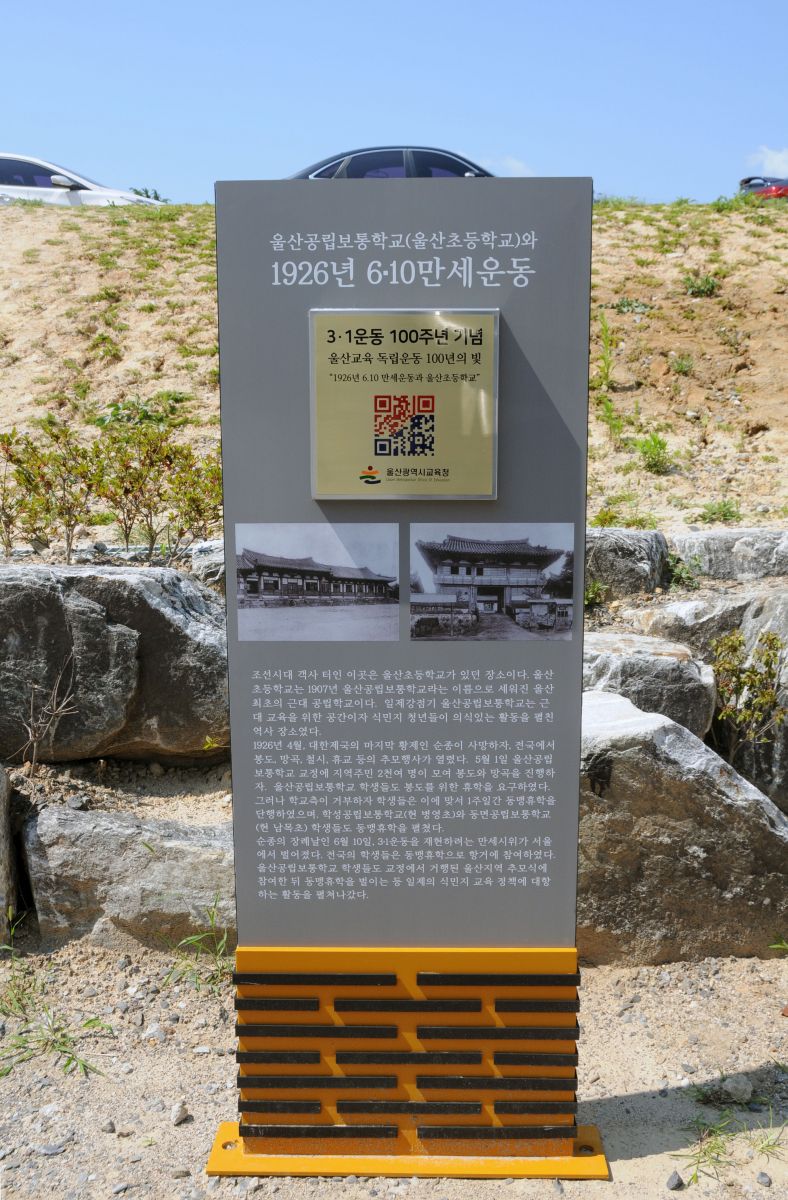 울산공립보통학교(울산초등학교)와
1926년 6·10만세운동
3·1운동 100주년 기념
울산교육 독립운동 100년의 빛
"1926년 6.10 만세운동과 울산초등학교"
울산광역시교육청
Ulsan Metropolitan Office of Education
조선시대 객사 터인 이곳은 울산초등학교가 있던 장소이다. 울산
초등학교는 1907년 울산공립보통학교라는 이름으로 세워진 울산
최초의 근대 공립학교이다. 일제강점기 울산공립보통학교는 근
대 교육을 위한 공간이자 식민지 청년들이 의식있는 활동을 펼친
역사 장소였다.
1926년 4월, 대한제국의 마지막 황제인 순종이 사망하자, 전국에서
봉도, 망곡, 철시, 휴교 등의 추모행사가 열렸다. 5월 1일 울산공립
보통학교 교정에 지역주민 2천여 명이 모여 봉도와 망곡을 진행하
자, 울산공립보통학교 학생들도 봉도를 위한 휴학을 요구하였다.
그러나 학교측이 거부하자 학생들은 이에 맞서 1주일간 동맹휴학을
단행하였으며, 학성공립보통학교(현 병영초)와 동면공립보통학교
(현 남목초) 학생들도 동맹휴학을 펼쳤다.
순종의 장례날인 6월 10일, 3·1운동을 재현하려는 만세시위가 서울
에서 벌어졌다. 전국의 학생들은 동맹휴학으로 항거에 참여하였다.
울산공립보통학교 학생들도 교정에서 거행된 울산지역 추모식에
참여한 뒤 동맹휴학을 벌이는 등 일제의 식민지 교육 정책에 대항
하는 활동을 펼쳐나갔다.